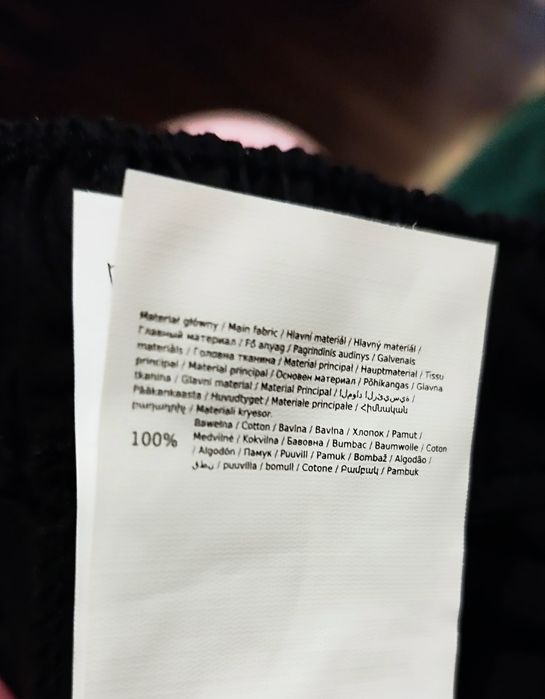 Materiał główny / Main fabric / Hlavní materiál / Hlavný materiál /
Главный материал / Fő anyag / Pagrindinis audinys / Galvenais
materiāls / Головна тканина / Material principal / Hauptmaterial / Tissu
principal / Material principal / Основен материал / Põhikangas / Glavna
tkanina / Glavni material / Material Principal / المواد الرئيسية /
Pääkankaasta / Huvudtyget / Materiale principale / Հիմնական
բաղադրիչ / Materiali kryesor.
100% Bawełna / Cotton / Bavlna / Bavlna / Хлопок / Pamut /
Medvilnė / Kokvilna / Бавовна / Bumbac / Baumwolle / Coton
/ Algodón / Памук / Puuvill / Pamuk / Bombaž / Algodão /
قطن / puuvilla / bomull / Cotone / Բամբակ / Pambuk